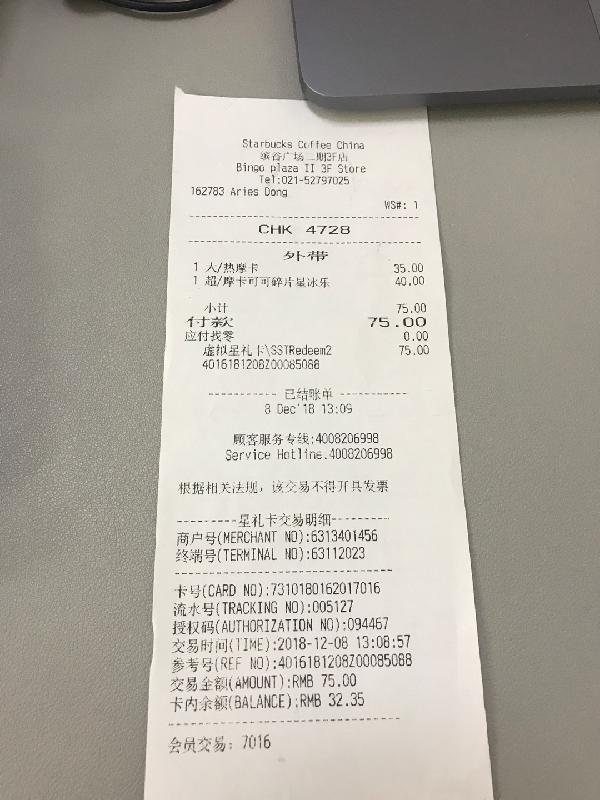 Starbucks Coffee China
缤谷广场二期3F店
Bingo plaza II 3F Store
Tel:021-52797025
162783 Aries Dong
WS#: 1
CHK 4728
外带
1 大/热摩卡 35.00
1 超/摩卡可可碎片星冰乐 40.00
小计 75.00
付款 75.00
应付找零 0.00
虚拟星礼卡\SSTRedeem2 75.00
4016181208Z00085088
---------- 已结账单 ----------
8 Dec'18 13:09
顾客服务专线:4008206998
Service Hotline.4008206998
根据相关法规，该交易不得开具发票
---------星礼卡交易明细---------
商户号(MERCHANT NO):6313401456
终端号(TERMINAL NO):63112023
卡号(CARD NO):7310180162017016
流水号(TRACKING NO):005127
授权码(AUTHORIZATION NO):094467
交易时间(TIME):2018-12-08 13:08:57
参考号(REF NO):4016181208Z00085088
交易金额(AMOUNT):RMB 75.00
卡内余额(BALANCE):RMB 32.35
会员交易: 7016